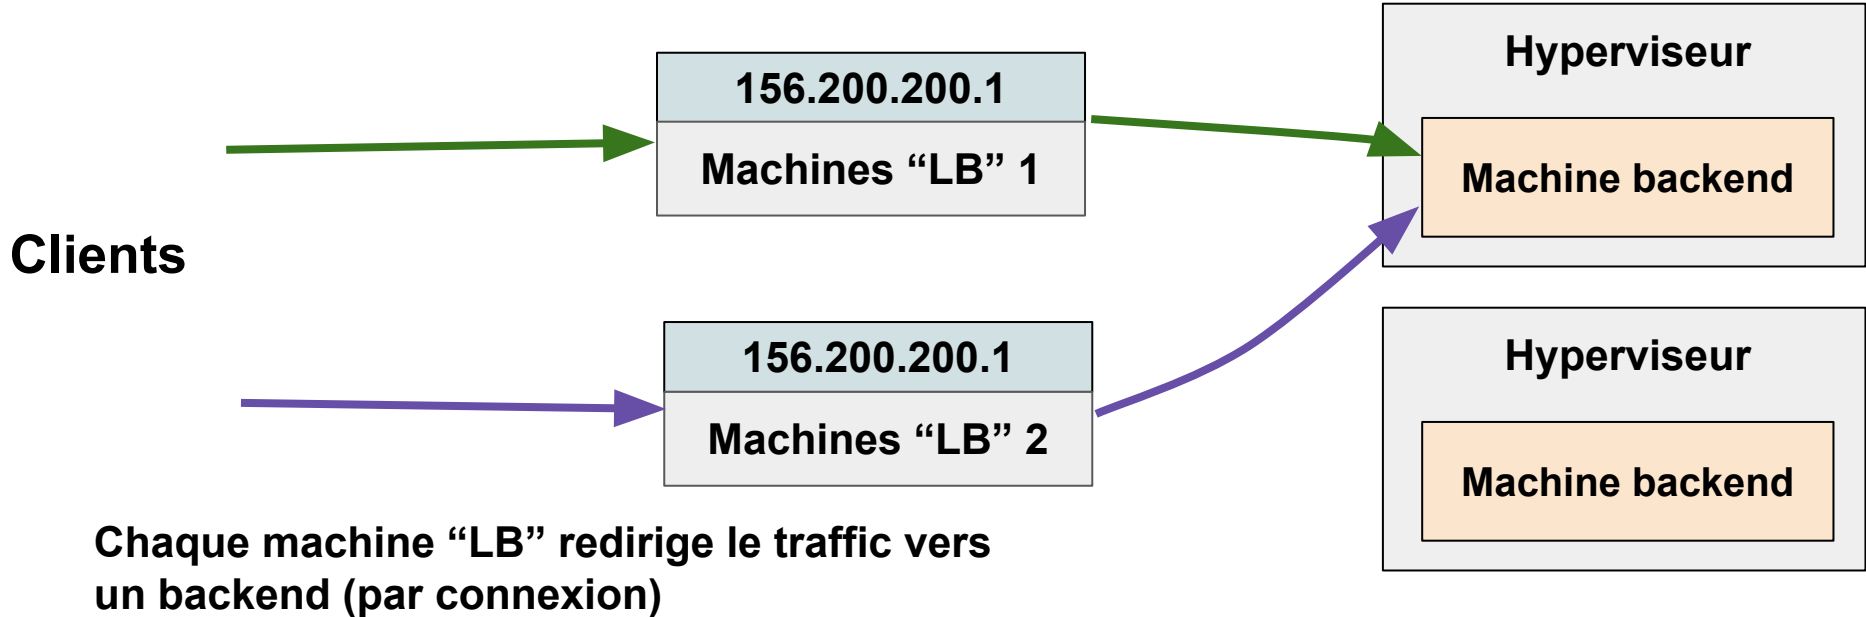 Clients
156.200.200.1
Machines “LB” 1
156.200.200.1
Machines “LB” 2
Hyperviseur
Machine backend
Hyperviseur
Machine backend
Chaque machine “LB” redirige le traffic vers
un backend (par connexion)